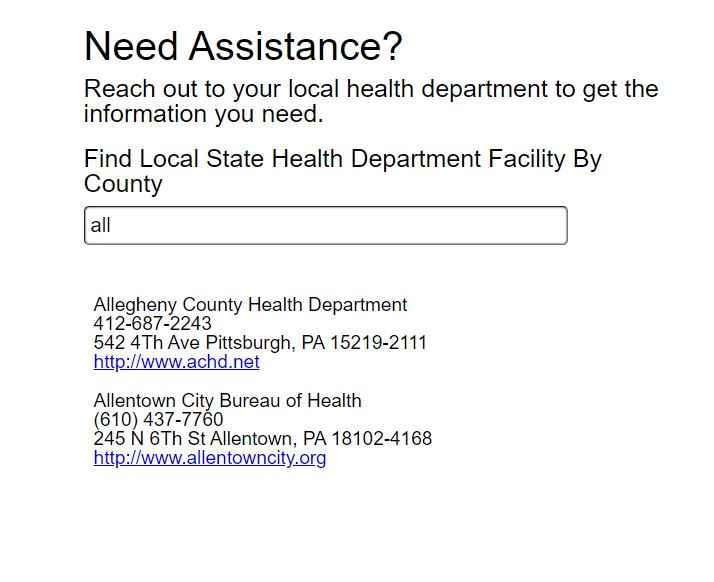 Need Assistance?
Reach out to your local health department to get the
information you need.
Find Local State Health Department Facility By
County
all
Allegheny County Health Department
412-687-2243
542 4Th Ave Pittsburgh, PA 15219-2111
http://www.achd.net
Allentown City Bureau of Health
(610) 437-7760
245 N 6Th St Allentown, PA 18102-4168
http://www.allentowncity.org